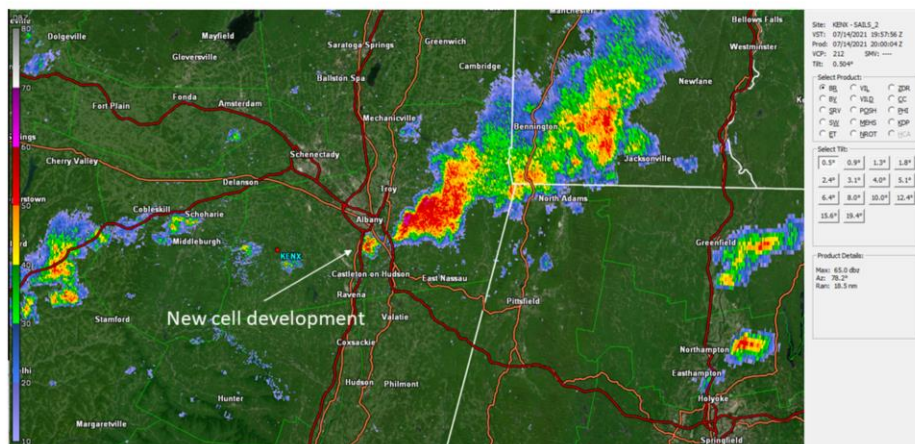 Dolgeville
Mayfield
Gloversville
Saratoga Springs
Greenwich
Manchester
Bellows Falls
Westminster
Ballston Spa
Cambridge
Newfane
Fort Plain
Fonda
Amsterdam
Mechanicville
Bennington
Schenectady
Jacksonville
Cherry Valley
Delanson
Troy
North Adams
Cobleskill
Schoharie
Albany
Middleburgh
KENX
Greenfield
Castleton on Hudson
East Nassau
Ravena
Pittsfield
Stamford
New cell development
Valatie
Coxsackie
Northampton
Easthampton
Hudson
Philmont
Holyoke
Hunter
Margaretville
Springfield
80
70
60
50
40
30
20
10
Site: KENX - SAILS_2
VST: 07/14/2021 19:57:56 Z
Prod: 07/14/2021 20:00:04 Z
VCP: 212 SMV: ----
Tilt: 0.504°
Select Product:
BR VIL ZDR
BV VILD CC
SRV POSH PHI
SW MEHS KDP
ET NROT HCA
Select Tilt:
0.5° 0.9° 1.3° 1.8°
2.4° 3.1° 4.0° 5.1°
6.4° 8.0° 10.0° 12.4°
15.6° 19.4°
Product Details:
Max: 65.0 dbz
Az: 78.2°
Ran: 18.5 nm